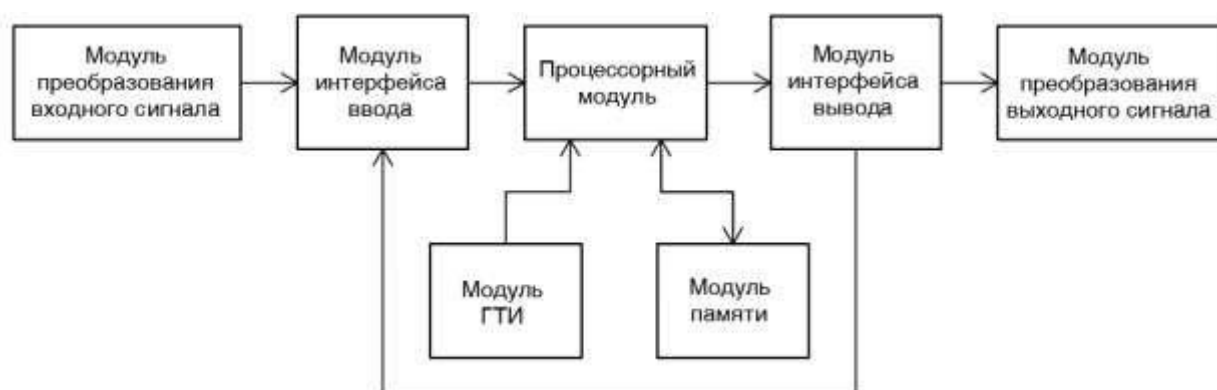 Модуль
преобразования
входного сигнала
Модуль
интерфейса
ввода
Процессорный
модуль
Модуль
интерфейса
вывода
Модуль
преобразования
выходного сигнала
Модуль
ГТИ
Модуль
памяти